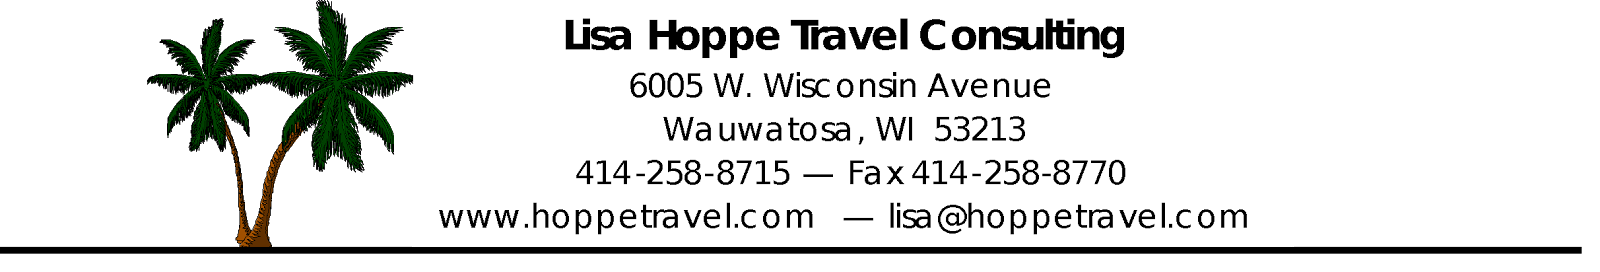 Lisa Hoppe Travel Consulting
6005 W. Wisconsin Avenue
Wauwatosa, WI  53213
414-258-8715 — Fax 414-258-8770
www.hoppetravel.com — lisa@hoppetravel.com